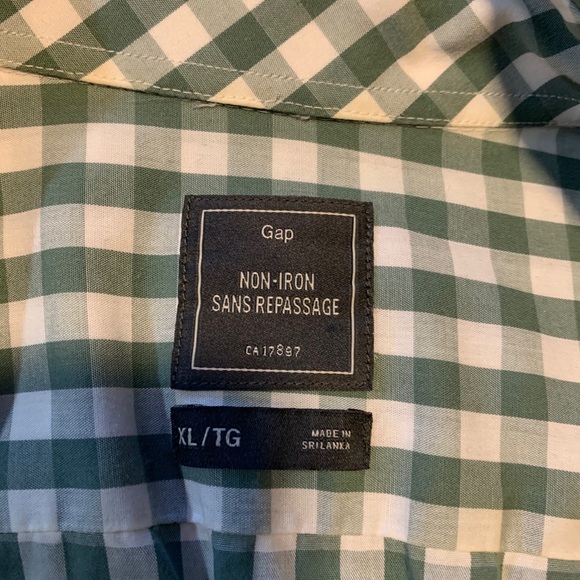 Gap
NON-IRON
SANS REPASSAGE
CA 17897
XL/TG
MADE IN
SRI LANKA